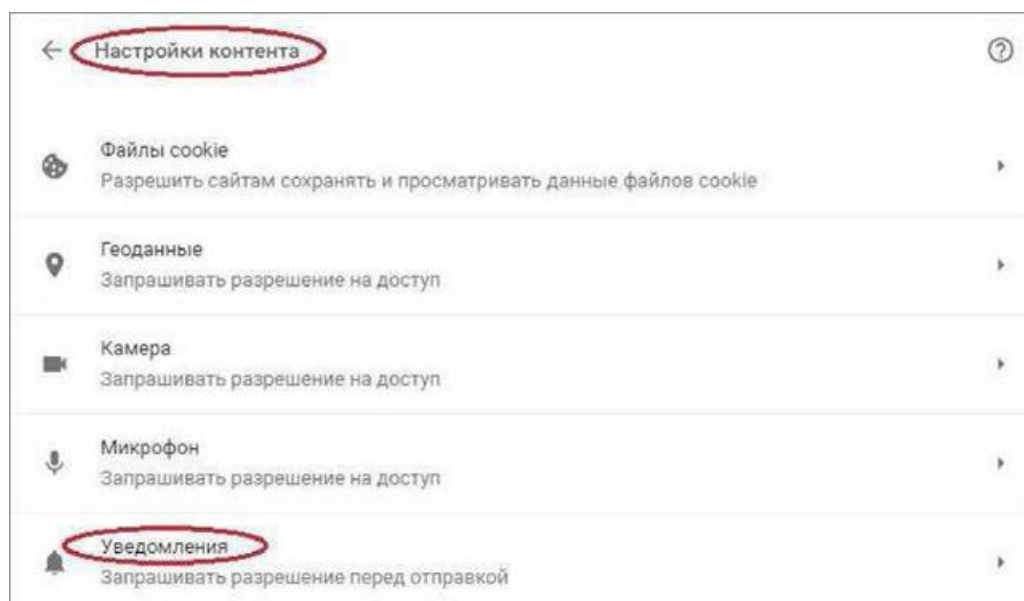 Настройки контента
Файлы cookie
Разрешить сайтам сохранять и просматривать данные файлов cookie
Геоданные
Запрашивать разрешение на доступ
Камера
Запрашивать разрешение на доступ
Микрофон
Запрашивать разрешение на доступ
Уведомления
Запрашивать разрешение перед отправкой